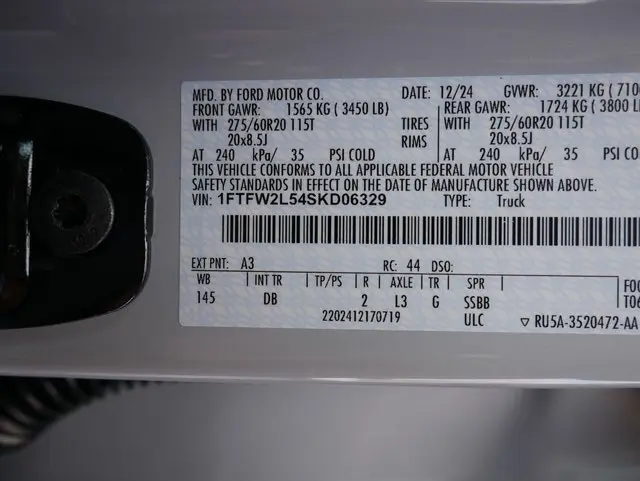 MFD. BY FORD MOTOR CO. DATE: 12/24 GVWR: 3221 KG ( 7100
FRONT GAWR: 1565 KG ( 3450 LB) REAR GAWR: 1724 KG ( 3800 LB
WITH 275/60R20 115T TIRES WITH 275/60R20 115T
20x8.5J RIMS 20x8.5J
AT 240 kPa/ 35 PSI COLD AT 240 kPa/ 35 PSI COL
THIS VEHICLE CONFORMS TO ALL APPLICABLE FEDERAL MOTOR VEHICLE
SAFETY STANDARDS IN EFFECT ON THE DATE OF MANUFACTURE SHOWN ABOVE.
VIN: 1FTFW2L54SKD06329 TYPE: Truck
EXT PNT: A3 RC: 44 DSO:
WB INT TR TP/PS R AXLE TR SPR
145 DB 2 L3 G SSBB
2202412170719 ULC ▽ RU5A-3520472-AA